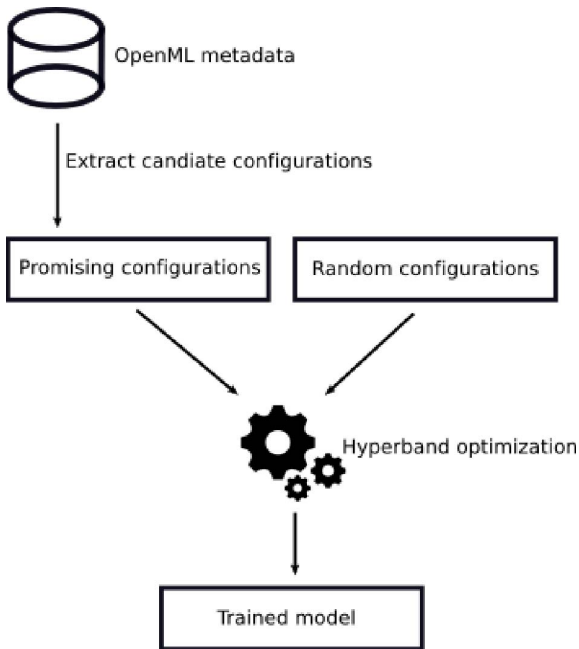 OpenML metadata
Extract candiate configurations
Promising configurations
Random configurations
Hyperband optimization
Trained model